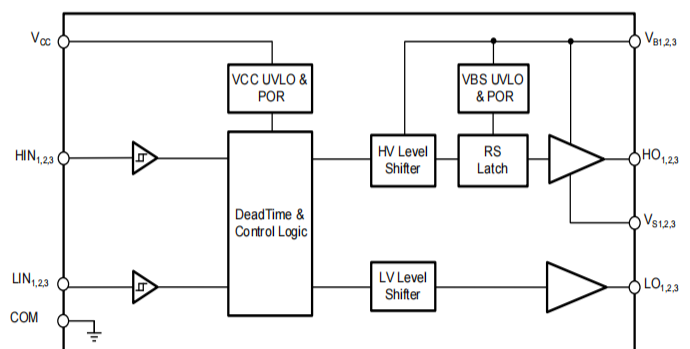 VCC
VB1,2,3
VCC UVLO &
POR
VBS UVLO
& POR
HIN1,2,3
HV Level
Shifter
RS
Latch
HO1,2,3
DeadTime &
Control Logic
VS1,2,3
LIN1,2,3
LV Level
Shifter
LO1,2,3
COM